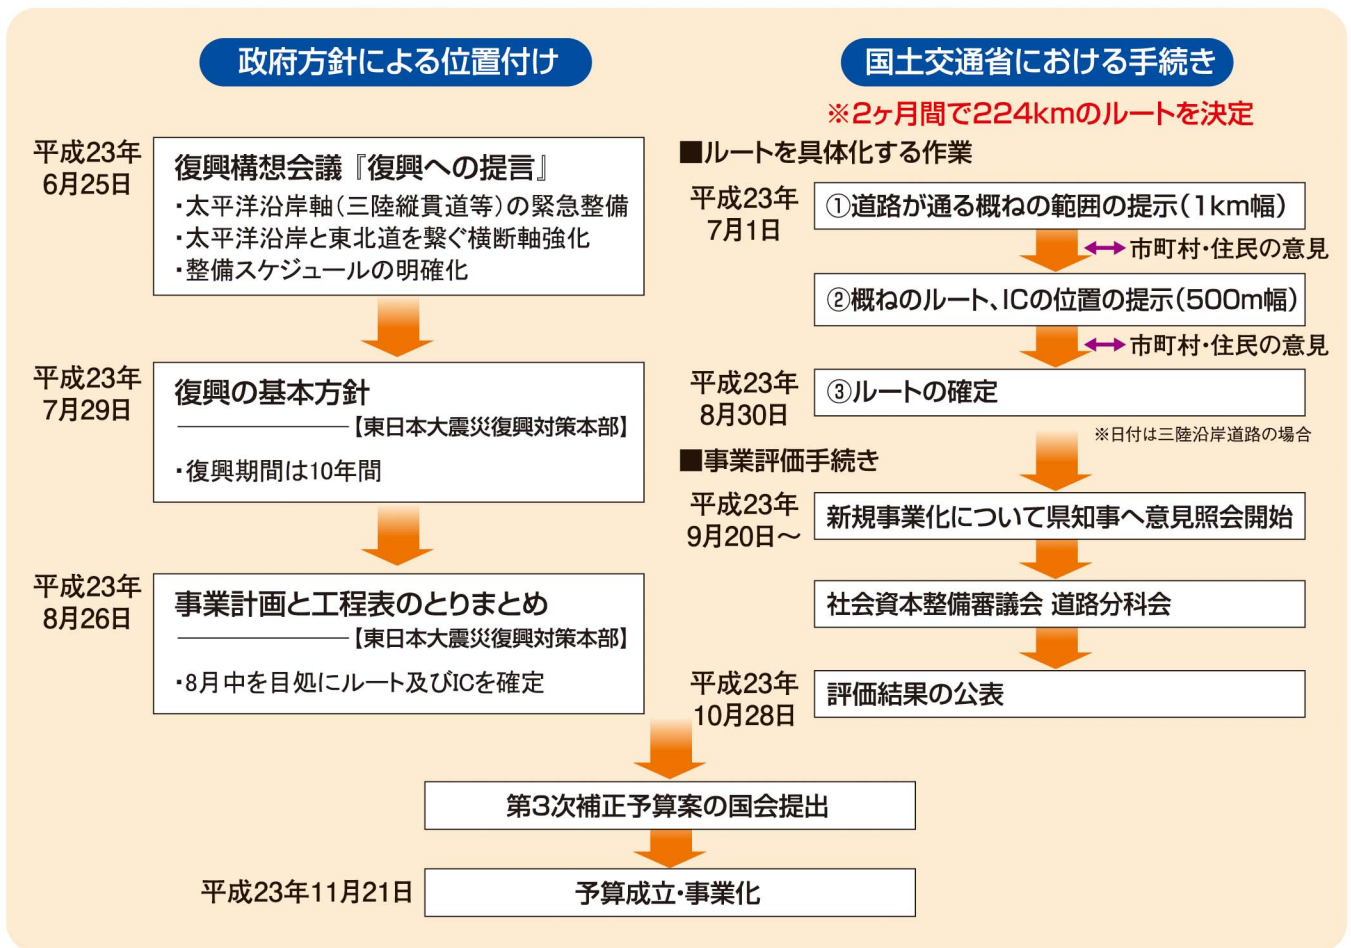 政府方針による位置付け
平成23年
6月25日
復興構想会議『復興への提言』
・太平洋沿岸軸(三陸縦貫道等)の緊急整備
・太平洋沿岸と東北道を繋ぐ横断軸強化
・整備スケジュールの明確化
平成23年
7月29日
復興の基本方針
【東日本大震災復興対策本部】
・復興期間は10年間
平成23年
8月26日
事業計画と工程表のとりまとめ
【東日本大震災復興対策本部】
・8月中を目処にルート及びICを確定
国土交通省における手続き
※2ヶ月間で224kmのルートを決定
■ルートを具体化する作業
平成23年
7月1日
①道路が通る概ねの範囲の提示(1km幅)
市町村・住民の意見
②概ねのルート、ICの位置の提示(500m幅)
市町村・住民の意見
平成23年
8月30日
③ルートの確定
※日付は三陸沿岸道路の場合
■事業評価手続き
平成23年
9月20日～
新規事業化について県知事へ意見照会開始
社会資本整備審議会 道路分科会
平成23年
10月28日
評価結果の公表
第3次補正予算案の国会提出
平成23年11月21日
予算成立・事業化